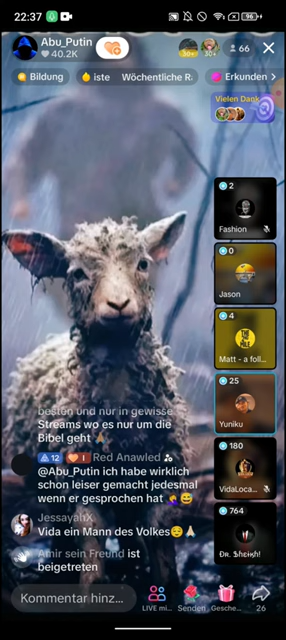 22:37
96
Abu_Putin
40.2K
30+
30+
66
Bildung
iste
Wöchentliche R
Erkunden
Vielen Dank
2
Fashion
0
Jason
4
Matt - a foll...
25
Yuniku
180
VidaLoca...
764
Dr. Sheikh!
besten und nur in gewisse
Streams wo es nur um die
Bibel geht
12 I Red Anawled
@Abu_Putin ich habe wirklich
schon leiser gemacht jedesmal
wenn er gesprochen hat
JessayahX
Vida ein Mann des Volkes
Amir sein Freund ist
beigetreten
Kommentar hinz...
LIVE mi...
Senden
Gesche...
26